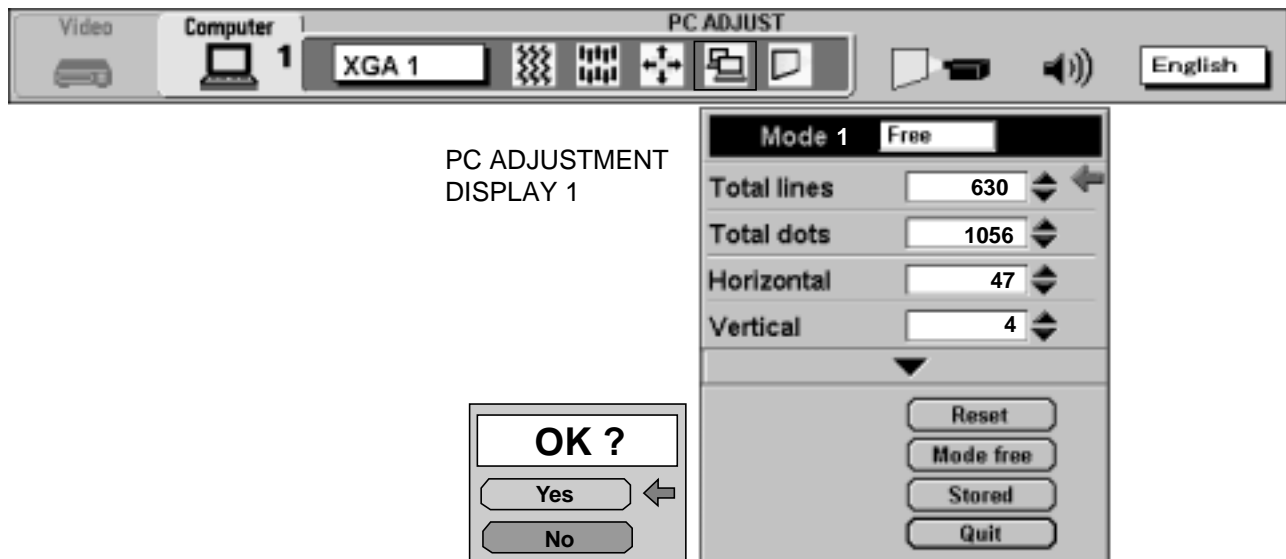 Video
Computer
1
PC ADJUST
XGA 1
English
PC ADJUSTMENT
DISPLAY 1
Mode 1 Free
Total lines 630
Total dots 1056
Horizontal 47
Vertical 4
Reset
Mode free
Stored
Quit
OK ?
Yes
No